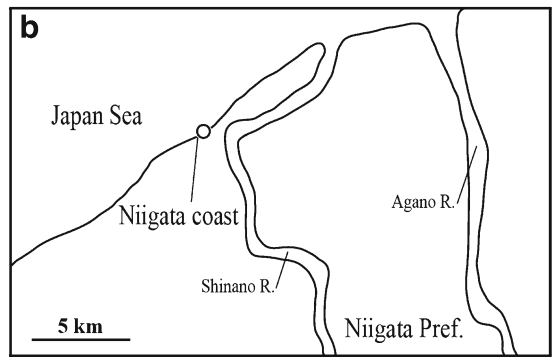 b
Japan Sea
Niigata coast
Agano R.
Shinano R.
5 km
Niigata Pref.